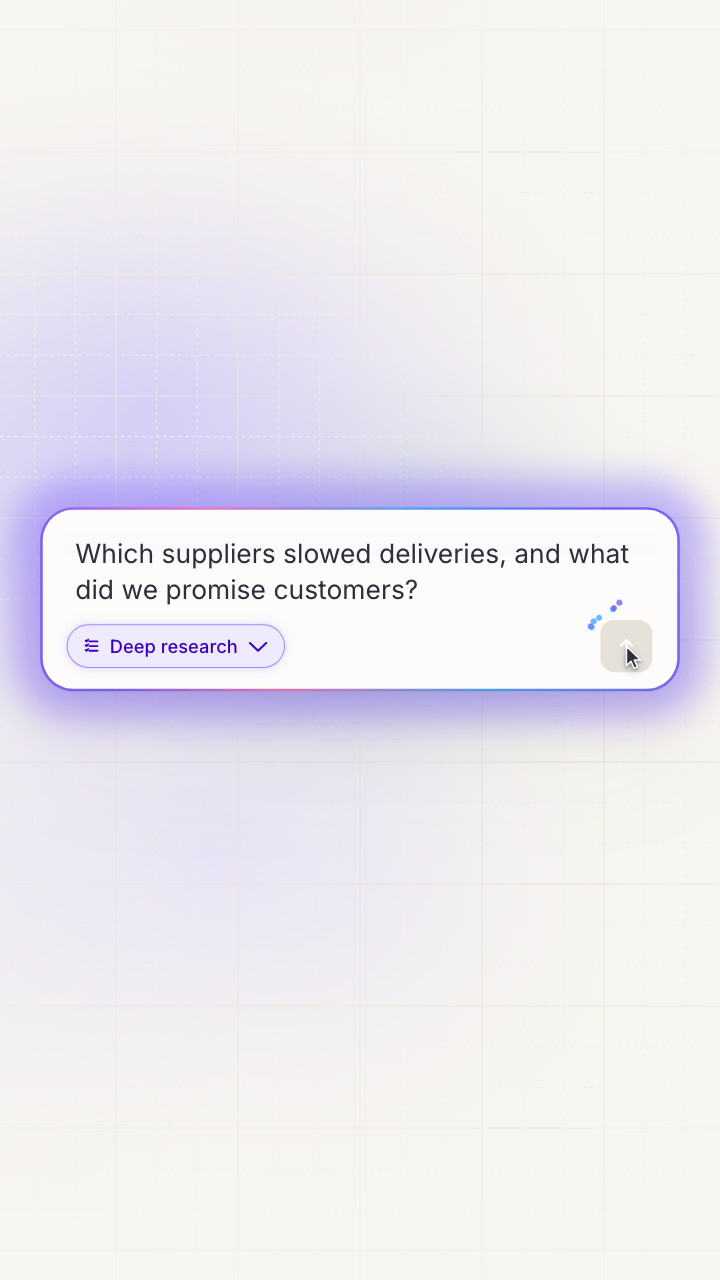 Which suppliers slowed deliveries, and what
did we promise customers?
Deep research